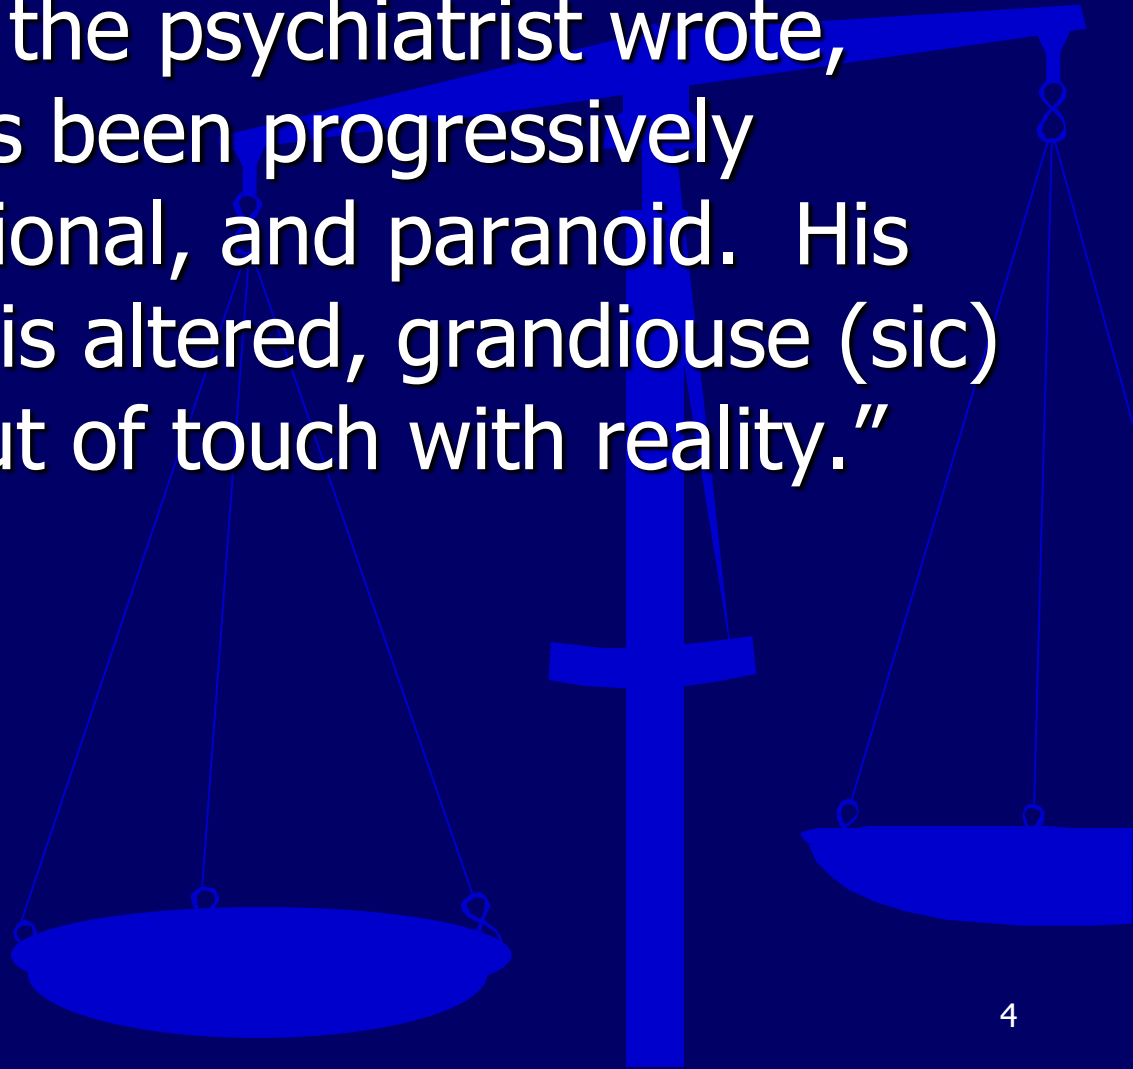 the psychiatrist wrote,
s been progressively
ional, and paranoid.  His
is altered, grandiouse (sic)
ut of touch with reality.”
4